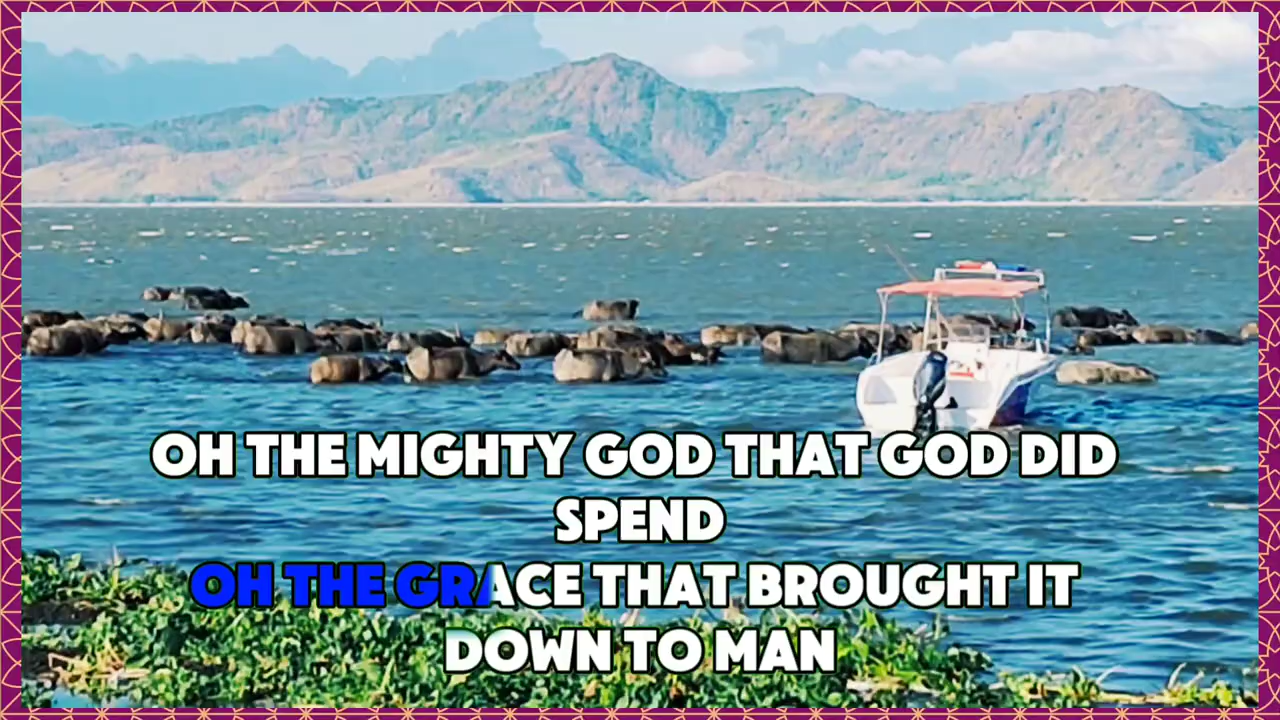 OH THE MIGHTY GOD THAT GOD DID
SPEND
OH THE GRACE THAT BROUGHT IT
DOWN TO MAN